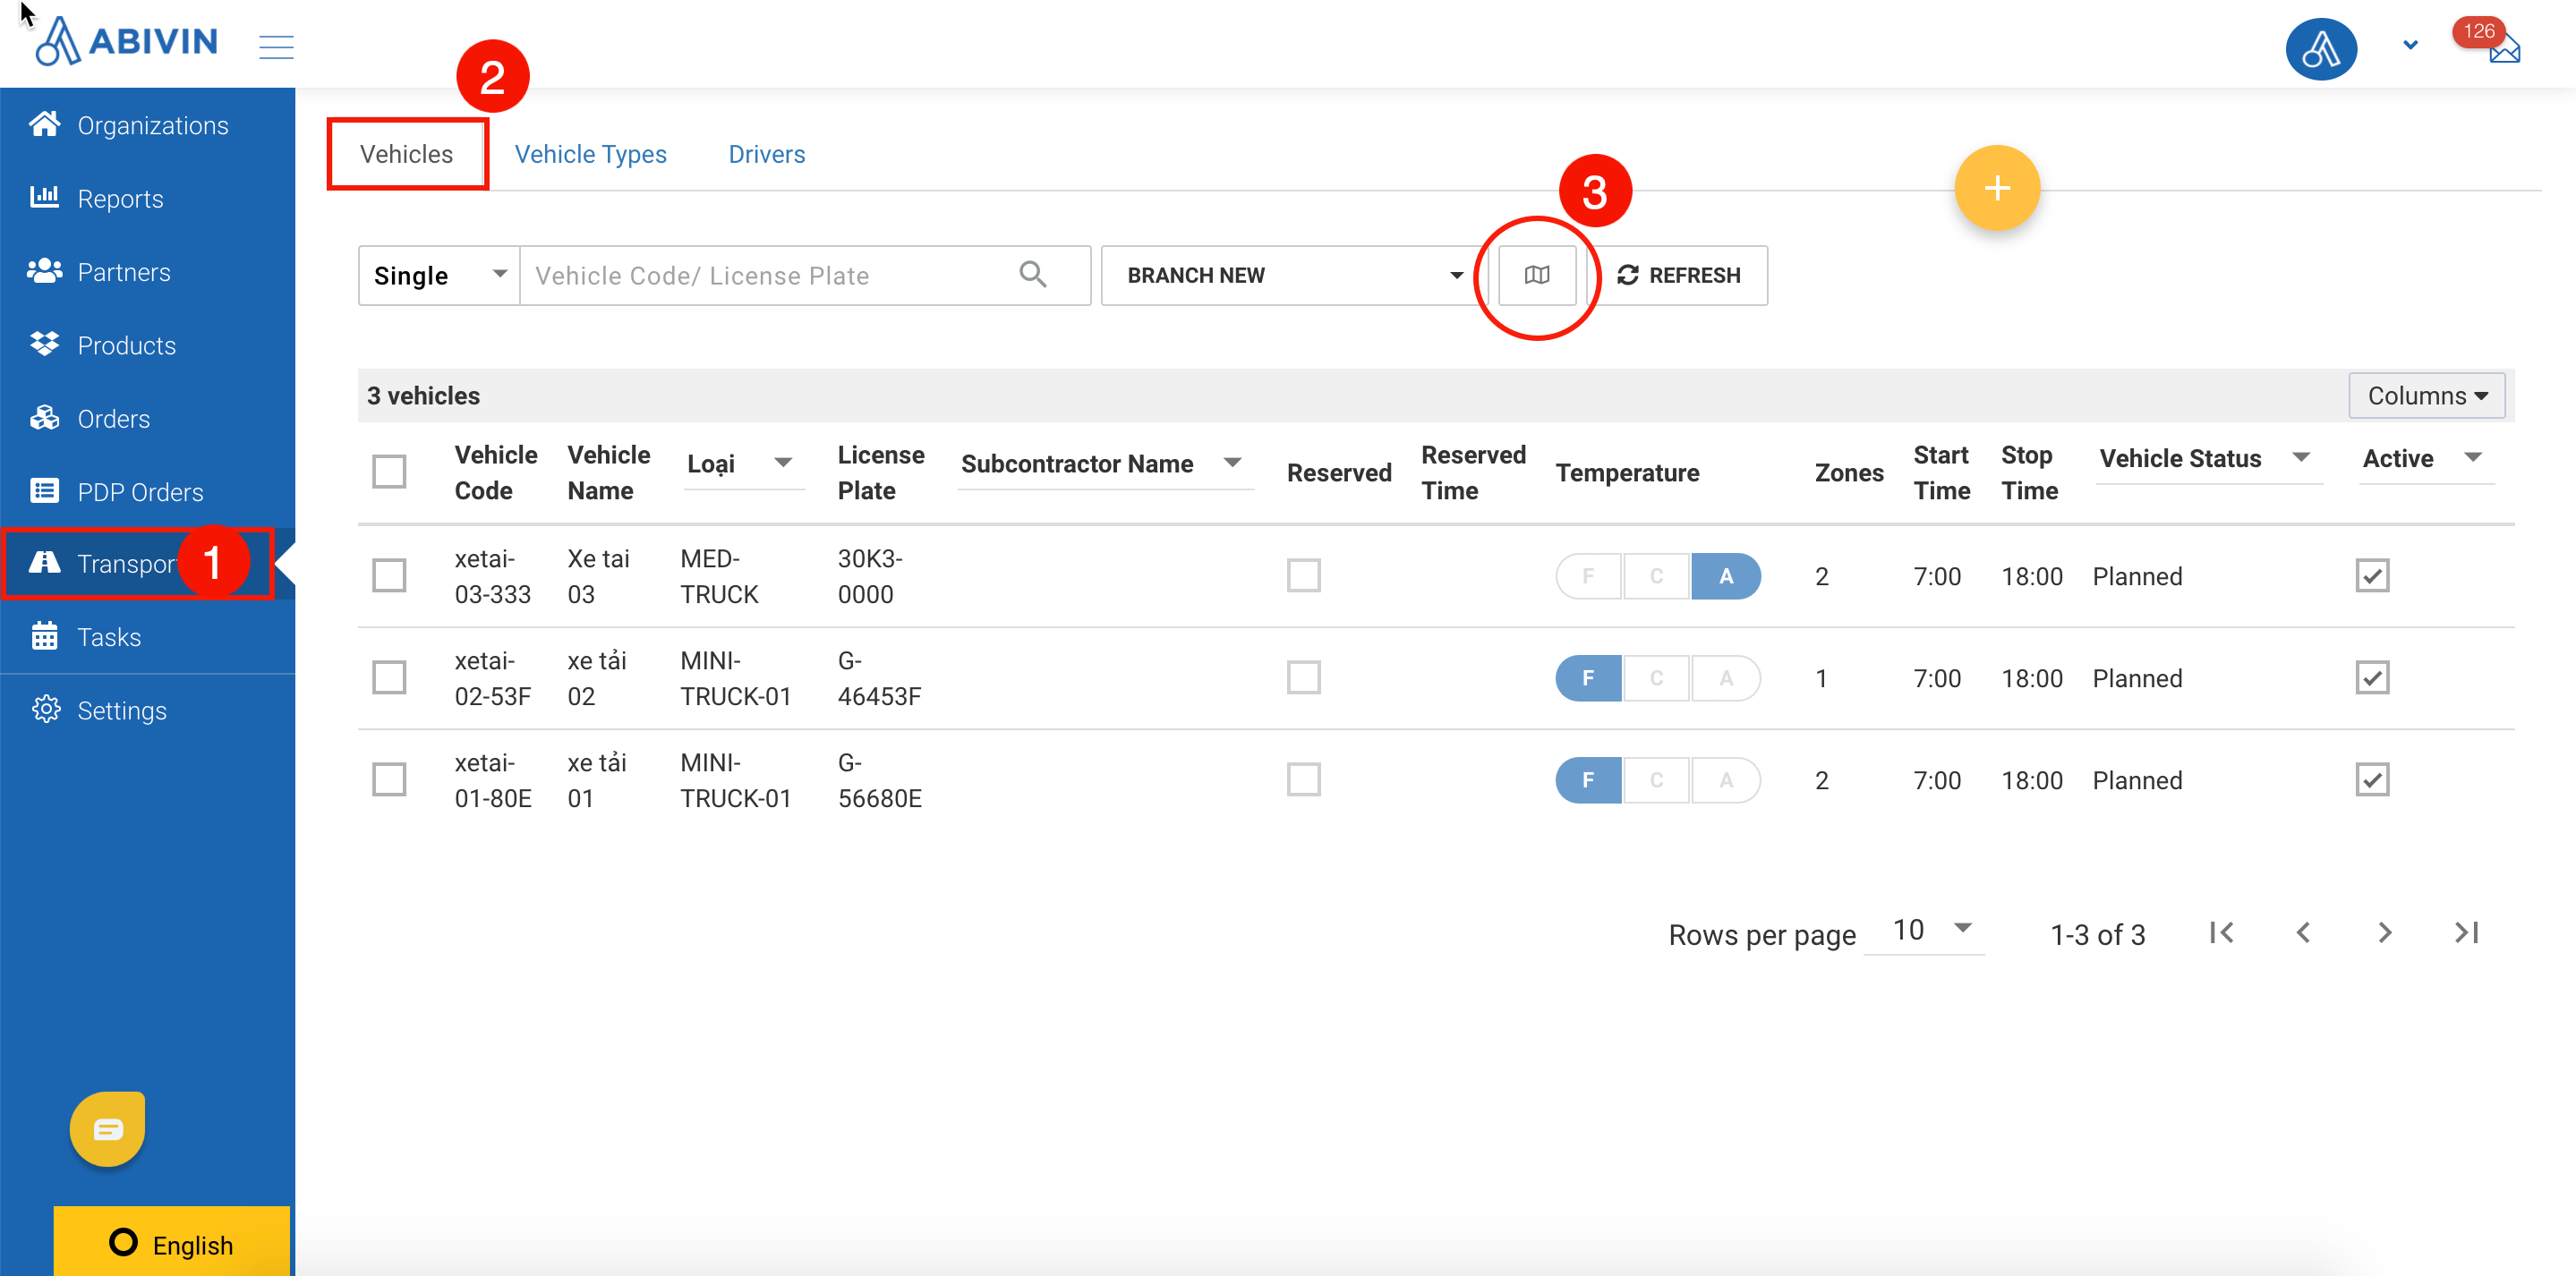 ABIVIN
126
2
Organizations
Reports
Partners
Products
Orders
PDP Orders
Transpor
1
Tasks
Settings
English
Vehicles Vehicle Types Drivers
3
+
Single Vehicle Code/ License Plate BRANCH NEW REFRESH
3 vehicles Columns
Vehicle Code Vehicle Name Loại License Plate Subcontractor Name Reserved Reserved Time Temperature Zones Start Time Stop Time Vehicle Status Active
xetai- Xe tai MED- 30K3-
03-333 03 TRUCK 0000 F C A 2 7:00 18:00 Planned
xetai- xe tải MINI- G-
02-53F 02 TRUCK-01 46453F F C A 1 7:00 18:00 Planned
xetai- xe tải MINI- G-
01-80E 01 TRUCK-01 56680E F C A 2 7:00 18:00 Planned
Rows per page 10 1-3 of 3